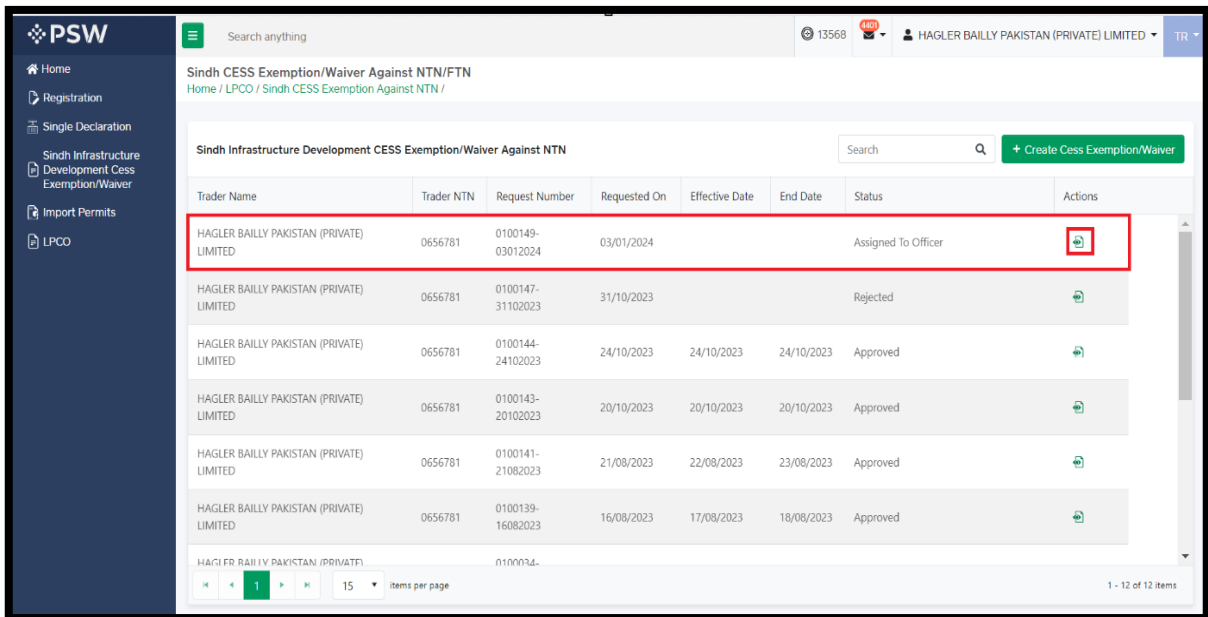 PSW
Search anything
13568
4401
HAGLER BAILLY PAKISTAN (PRIVATE) LIMITED
TR
Home
Registration
Single Declaration
Sindh Infrastructure
Development Cess
Exemption/Waiver
Import Permits
LPCO
Sindh CESS Exemption/Waiver Against NTN/FTN
Home / LPCO / Sindh CESS Exemption Against NTN /
Sindh Infrastructure Development CESS Exemption/Waiver Against NTN
Search
+ Create Cess Exemption/Waiver
Trader Name Trader NTN Request Number Requested On Effective Date End Date Status Actions
HAGLER BAILLY PAKISTAN (PRIVATE)
LIMITED
0656781
0100149-
03012024
03/01/2024
Assigned To Officer
HAGLER BAILLY PAKISTAN (PRIVATE)
LIMITED
0656781
0100147-
31102023
31/10/2023
Rejected
HAGLER BAILLY PAKISTAN (PRIVATE)
LIMITED
0656781
0100144-
24102023
24/10/2023
24/10/2023
24/10/2023
Approved
HAGLER BAILLY PAKISTAN (PRIVATE)
LIMITED
0656781
0100143-
20102023
20/10/2023
20/10/2023
20/10/2023
Approved
HAGLER BAILLY PAKISTAN (PRIVATE)
LIMITED
0656781
0100141-
21082023
21/08/2023
22/08/2023
23/08/2023
Approved
HAGLER BAILLY PAKISTAN (PRIVATE)
LIMITED
0656781
0100139-
16082023
16/08/2023
17/08/2023
18/08/2023
Approved
HAGLER BAILLY PAKISTAN (PRIVATE)
0100034-
1
15
items per page
1 - 12 of 12 items